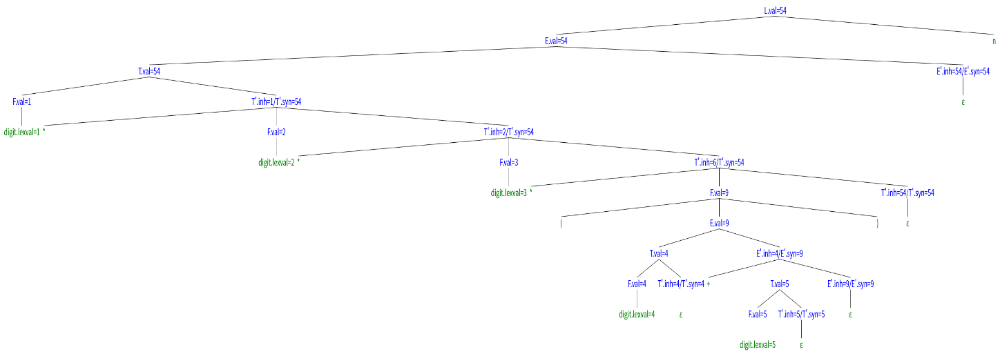 L.val=54
E.val=54 n
T.val=54 E'.inh=54/E'.syn=54
F.val=1 T'.inh=1/T'.syn=54 ε
digit.lexval=1 * F.val=2 T'.inh=2/T'.syn=54
digit.lexval=2 * F.val=3 T'.inh=6/T'.syn=54
digit.lexval=3 * F.val=9 T'.inh=54/T'.syn=54
( E.val=9 ) ε
T.val=4 E'.inh=4/E'.syn=9
F.val=4 T'.inh=4/T'.syn=4 + T.val=5 E'.inh=9/E'.syn=9
digit.lexval=4 ε F.val=5 T'.inh=5/T'.syn=5 ε
digit.lexval=5 ε